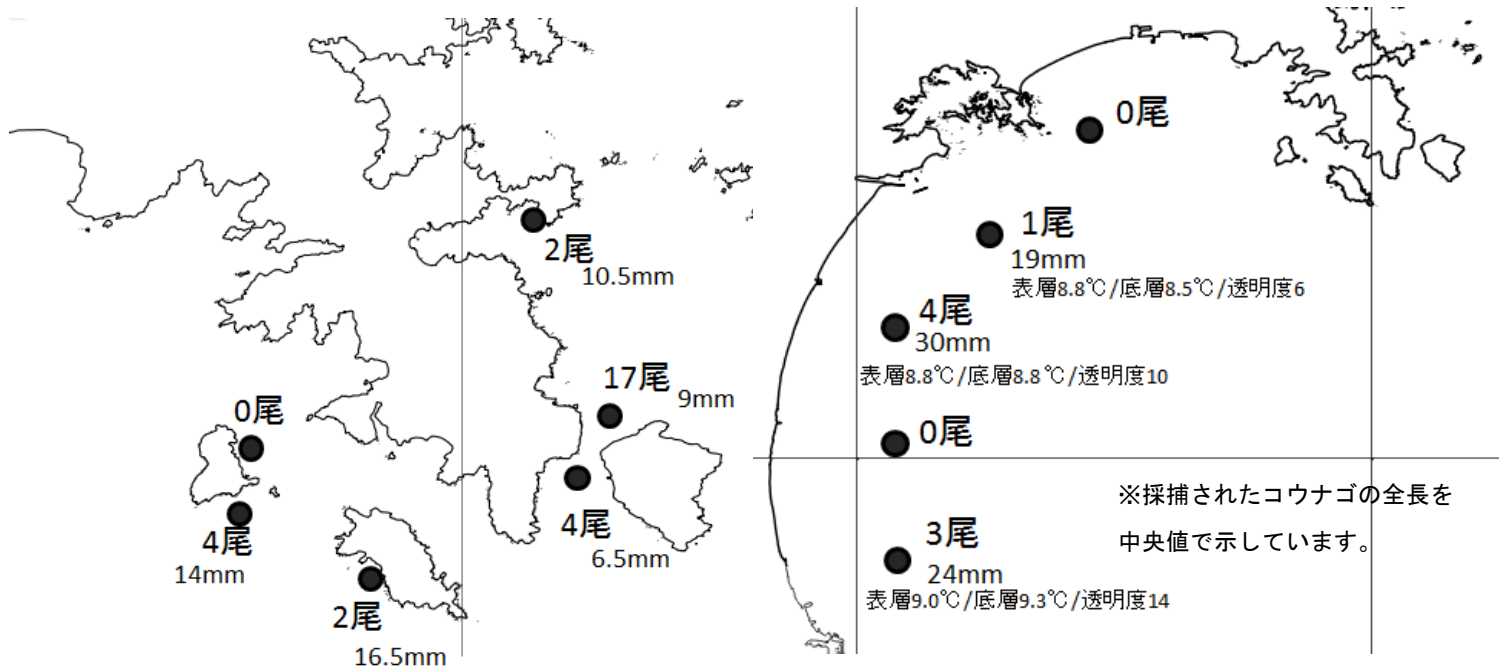 2尾
10.5mm
17尾
9mm
0尾
4尾
6.5mm
4尾
14mm
2尾
16.5mm
0尾
1尾
19mm
表層8.8℃/底層8.5℃/透明度6
4尾
30mm
表層8.8℃/底層8.8℃/透明度10
0尾
※採捕されたコウナゴの全長を
中央値で示しています。
3尾
24mm
表層9.0℃/底層9.3℃/透明度14